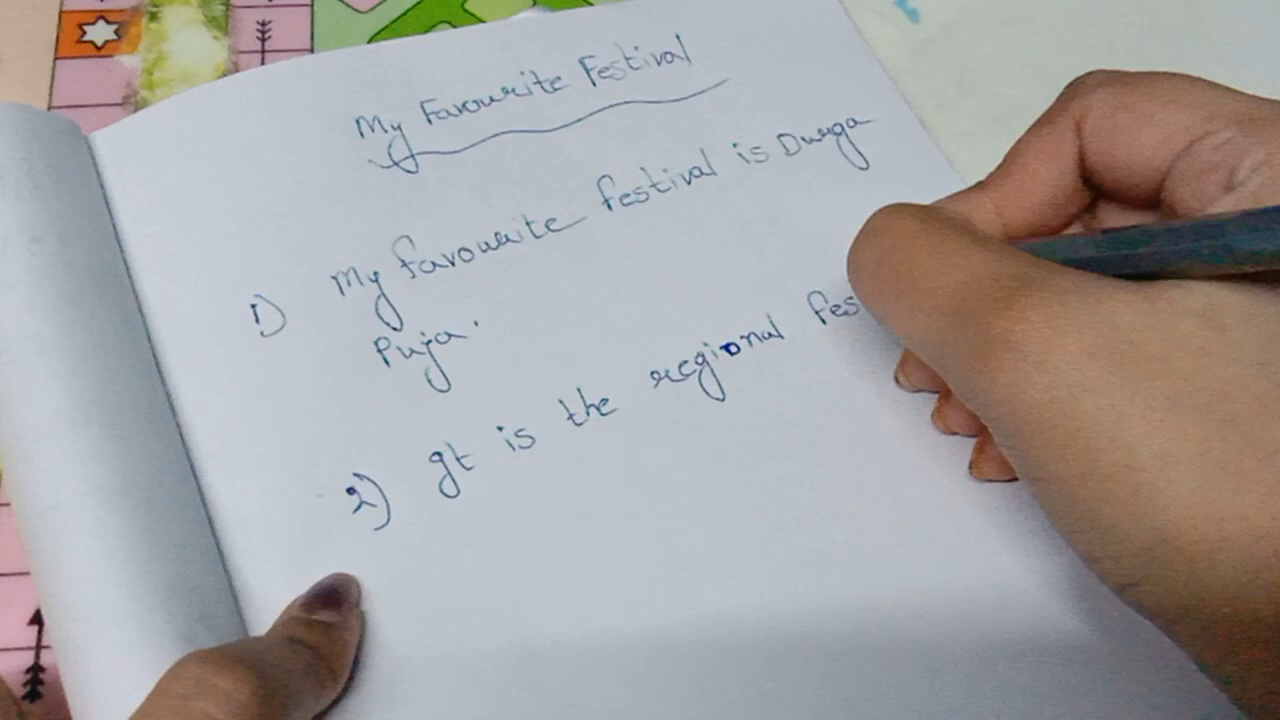 My Favourite Festival
1) My favourite festival is Durga
Puja.
2) It is the regional fes